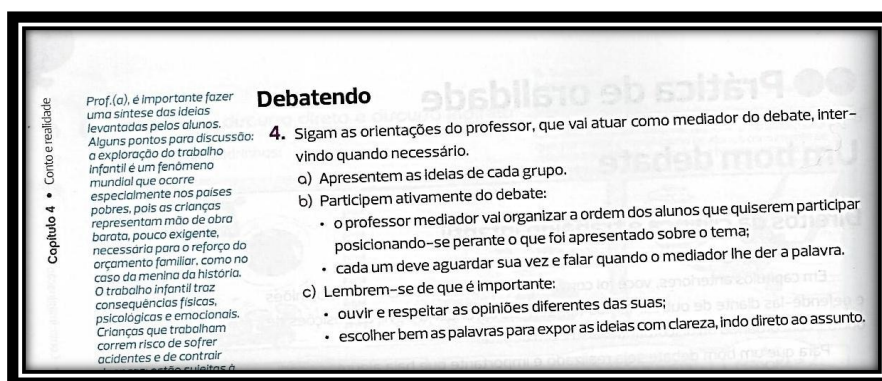 Capítulo 4 • Conto e realidade
Prof.(a), é importante fazer
uma síntese das ideias
levantadas pelos alunos.
Alguns pontos para discussão:
a exploração do trabalho
infantil é um fenômeno
mundial que ocorre
especialmente nos países
pobres, pois as crianças
representam mão de obra
barata, pouco exigente,
necessária para o reforço do
orçamento familiar, como no
caso da menina da história.
O trabalho infantil traz
consequências físicas,
psicológicas e emocionais.
Crianças que trabalham
correm risco de sofrer
acidentes e de contrair
Debatendo
4. Sigam as orientações do professor, que vai atuar como mediador do debate, inter-
vindo quando necessário.
a) Apresentem as ideias de cada grupo.
b) Participem ativamente do debate:
• o professor mediador vai organizar a ordem dos alunos que quiserem participar
posicionando-se perante o que foi apresentado sobre o tema;
• cada um deve aguardar sua vez e falar quando o mediador lhe der a palavra.
c) Lembrem-se de que é importante:
• ouvir e respeitar as opiniões diferentes das suas;
• escolher bem as palavras para expor as ideias com clareza, indo direto ao assunto.